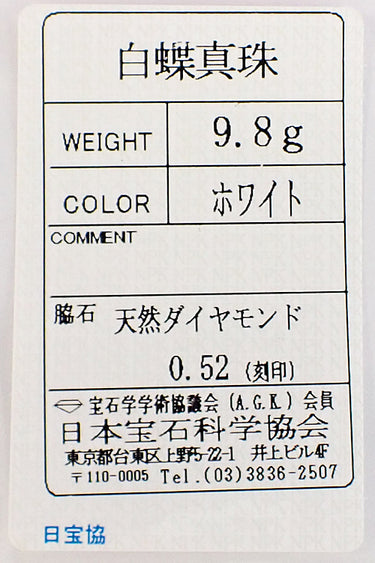 白蝶真珠
WEIGHT 9.8g
COLOR ホワイト
COMMENT
脇石 天然ダイヤモンド
0.52 (刻印)
宝石学学術協議会 (A.G.K.) 会員
日本宝石科学協会
東京都台東区上野5-22-1 井上ビル4F
〒110-0005 Tel.(03)3836-2507
日宝協